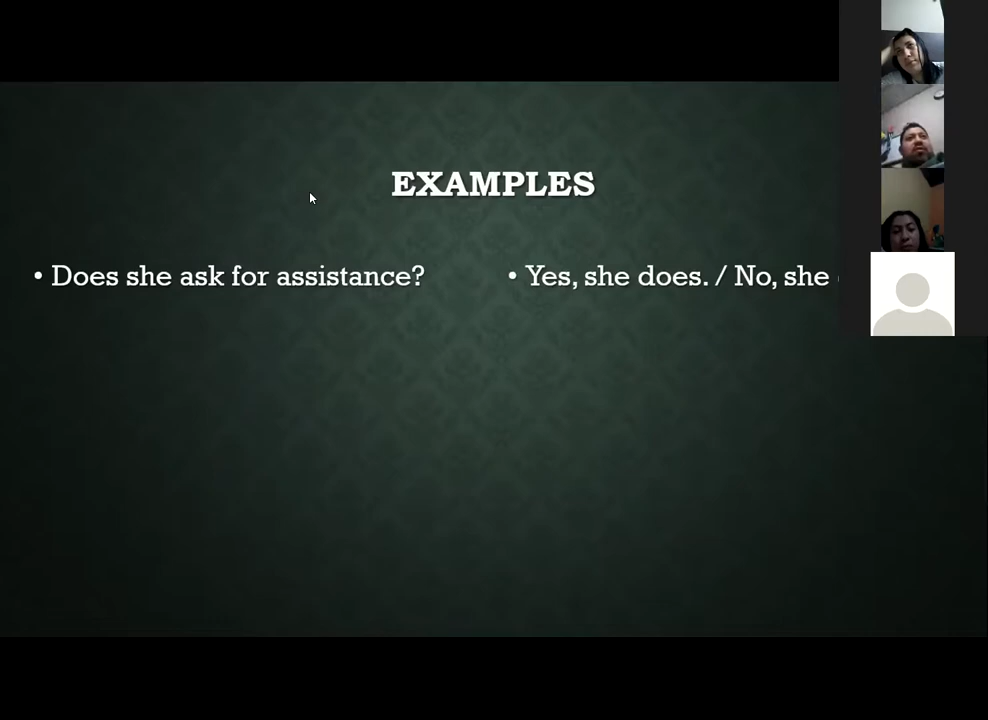 EXAMPLES
• Does she ask for assistance?
• Yes, she does. / No, she